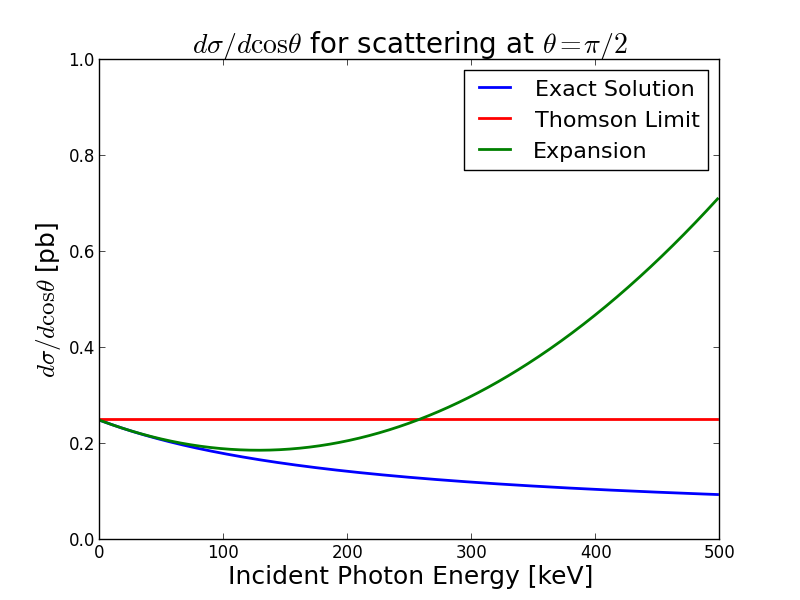 dσ/dcosθ for scattering at θ=π/2
1.0
0.8
0.6
0.4
0.2
0.0
dσ/dcosθ [pb]
Exact Solution
Thomson Limit
Expansion
0 100 200 300 400 500
Incident Photon Energy [keV]